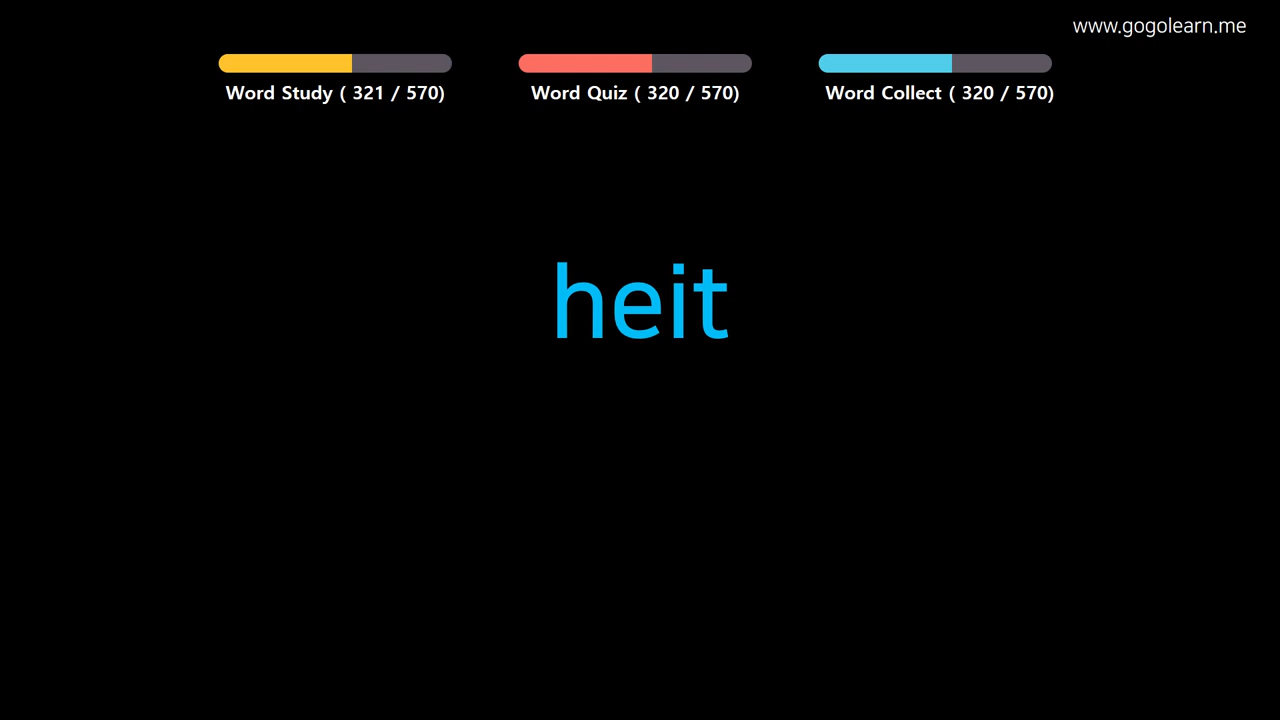 www.gogolearn.me
Word Study ( 321 / 570)
Word Quiz ( 320 / 570)
Word Collect ( 320 / 570)
heit